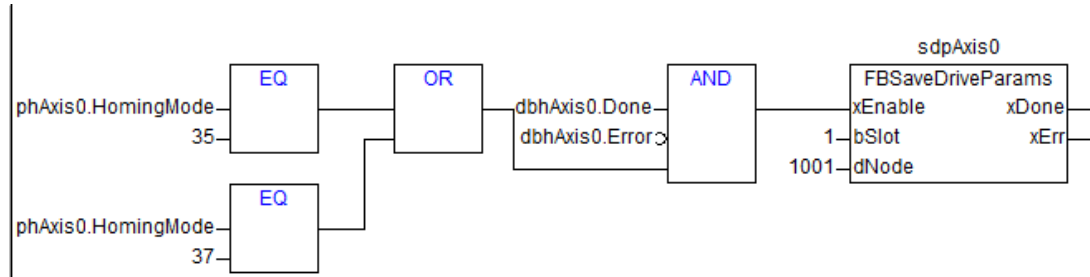 sdpAxis0
EQ OR AND FBSaveDriveParams
phAxis0.HomingMode dbhAxis0.Done xEnable xDone
35 dbhAxis0.Error 1 bSlot xErr
1001 dNode
EQ
phAxis0.HomingMode
37